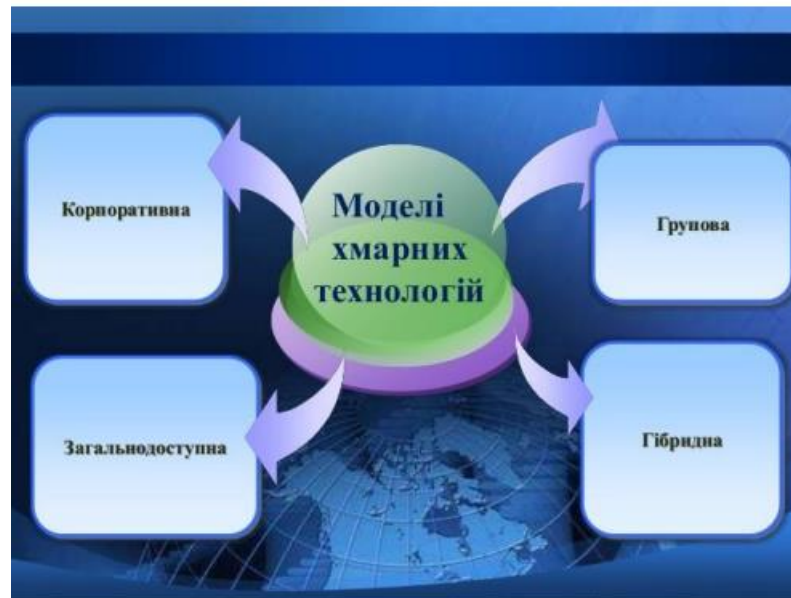 Корпоративна
Моделі
хмарних
технологій
Групова
Загальнодоступна
Гібридна